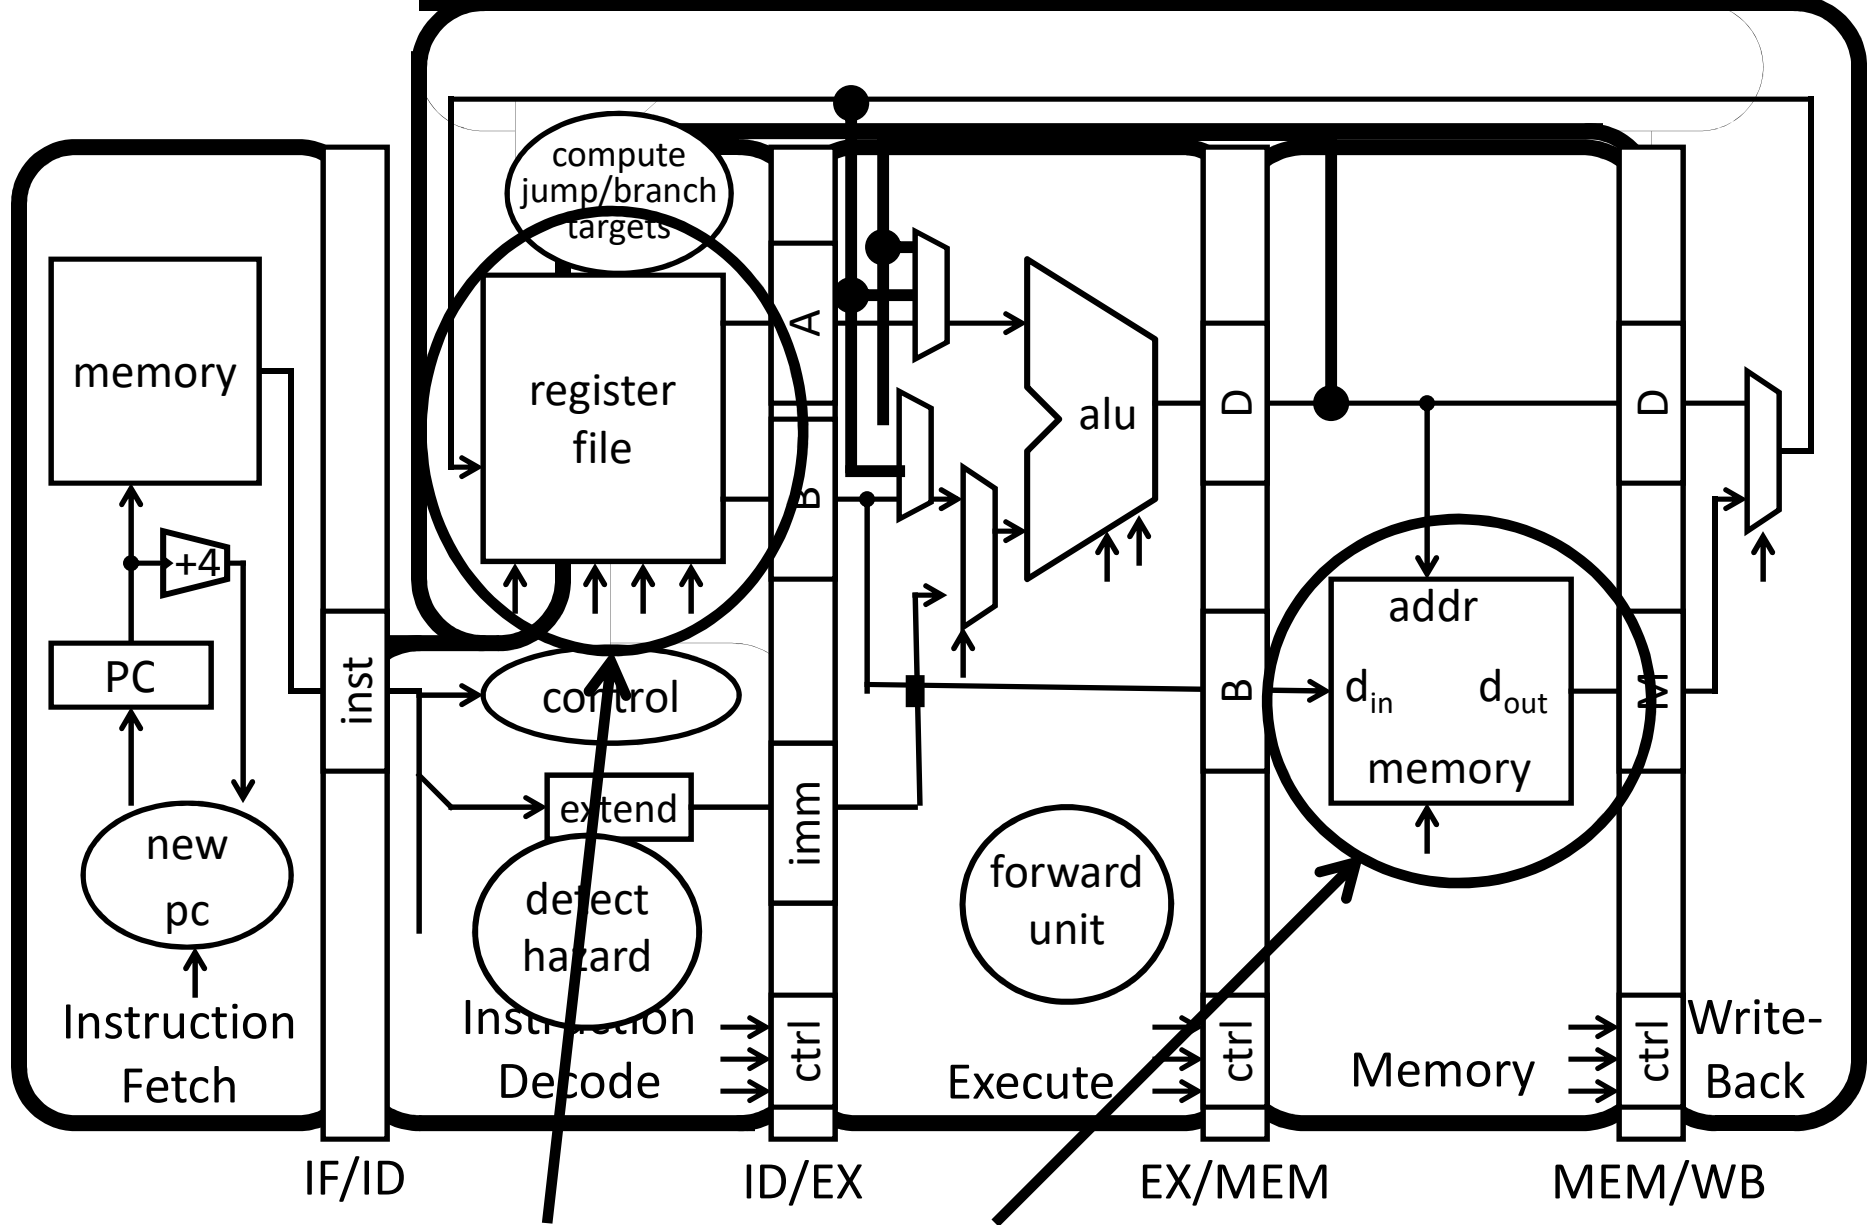 compute
jump/branch
targets
memory
+4
PC
new
pc
Instruction
Fetch
inst
register
file
control
extend
detect
hazard
Instruction
Decode
A
B
imm
ctrl
alu
forward
unit
Execute
D
B
ctrl
addr
din
dout
memory
Memory
D
M
ctrl
Write-
Back
IF/ID
ID/EX
EX/MEM
MEM/WB